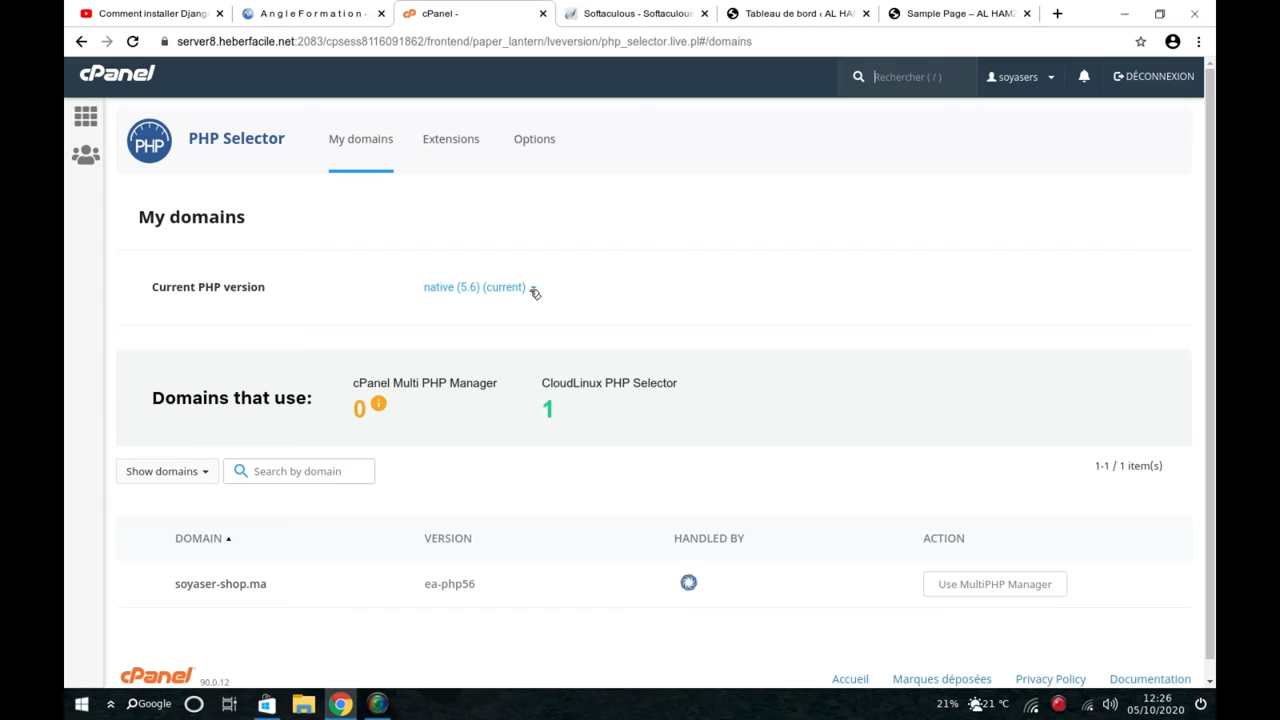 Comment installer Djang
A n g l e F o r m a t i o n -
cPanel -
Softaculous - Softaculous
Tableau de bord ‹ AL HAM
Sample Page – AL HAMZ
server8.heberfacile.net:2083/cpsess8116091862/frontend/paper_lantern/lveversion/php_selector.live.pl#/domains
cPanel
Rechercher ( / )
soyasers
DÉCONNEXION
PHP
PHP Selector
My domains
Extensions
Options
My domains
Current PHP version
native (5.6) (current)
Domains that use:
cPanel Multi PHP Manager
CloudLinux PHP Selector
0
1
Show domains
Search by domain
1-1 / 1 item(s)
DOMAIN
VERSION
HANDLED BY
ACTION
soyaser-shop.ma
ea-php56
Use MultiPHP Manager
cPanel
90.0.12
Accueil
Marques déposées
Privacy Policy
Documentation
Google
21%
21 °C
12:26
05/10/2020